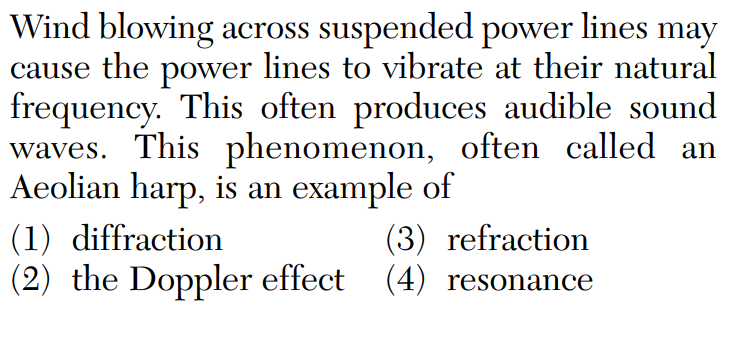 Wind blowing across suspended power lines may
cause the power lines to vibrate at their natural
frequency. This often produces audible sound
waves. This phenomenon, often called an
Aeolian harp, is an example of
(1) diffraction (3) refraction
(2) the Doppler effect (4) resonance